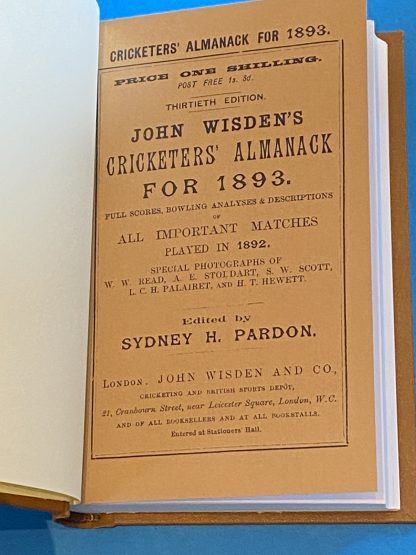 CRICKETERS' ALMANACK FOR 1893.
PRICE ONE SHILLING.
POST FREE 1s. 3d.
THIRTIETH EDITION.
JOHN WISDEN'S
CRICKETERS' ALMANACK
FOR 1893.
FULL SCORES, BOWLING ANALYSES & DESCRIPTIONS
OF
ALL IMPORTANT MATCHES
PLAYED IN 1892.
SPECIAL PHOTOGRAPHS OF
W. W. READ, A. E. STODDART, S. W. SCOTT,
L. C. H. PALAIRET, AND H. T. HEWETT.
Edited by
SYDNEY H. PARDON.
LONDON. JOHN WISDEN AND CO.,
CRICKETING AND BRITISH SPORTS DEPÔT,
21, Cranbourn Street, near Leicester Square, London, W.C.
AND OF ALL BOOKSELLERS AND AT ALL BOOKSTALLS.
Entered at Stationers Hall.